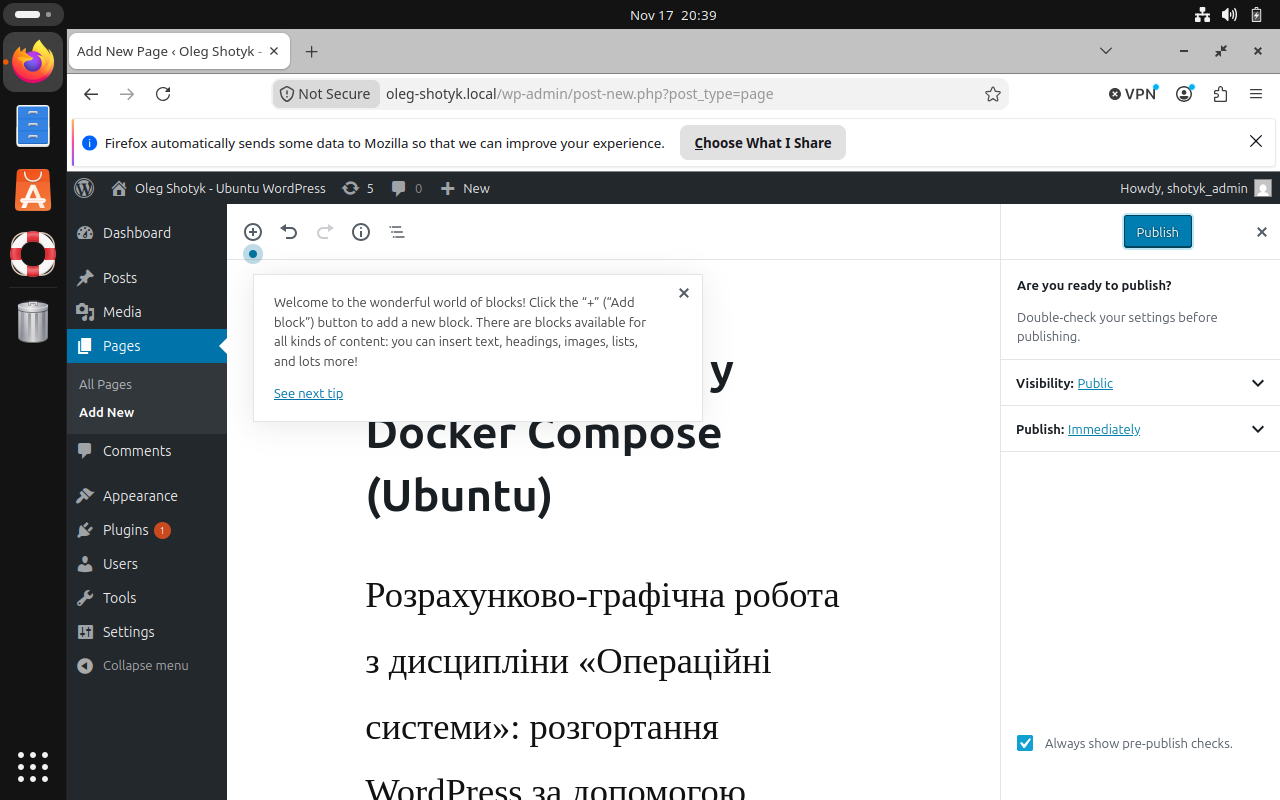 Nov 17 20:39
Add New Page ‹ Oleg Shotyk -
Not Secure
oleg-shotyk.local/wp-admin/post-new.php?post_type=page
VPN
Firefox automatically sends some data to Mozilla so that we can improve your experience.
Choose What I Share
Oleg Shotyk - Ubuntu WordPress
5
0
New
Howdy, shotyk_admin
Dashboard
Posts
Media
Pages
All Pages
Add New
Comments
Appearance
Plugins 1
Users
Tools
Settings
Collapse menu
Welcome to the wonderful world of blocks! Click the “+” (“Add
block”) button to add a new block. There are blocks available for
all kinds of content: you can insert text, headings, images, lists,
and lots more!
See next tip
у
Docker Compose
(Ubuntu)
Розрахунково-графічна робота
з дисципліни «Операційні
системи»: розгортання
WordPress за допомогою
Publish
Are you ready to publish?
Double-check your settings before
publishing.
Visibility: Public
Publish: Immediately
Always show pre-publish checks.